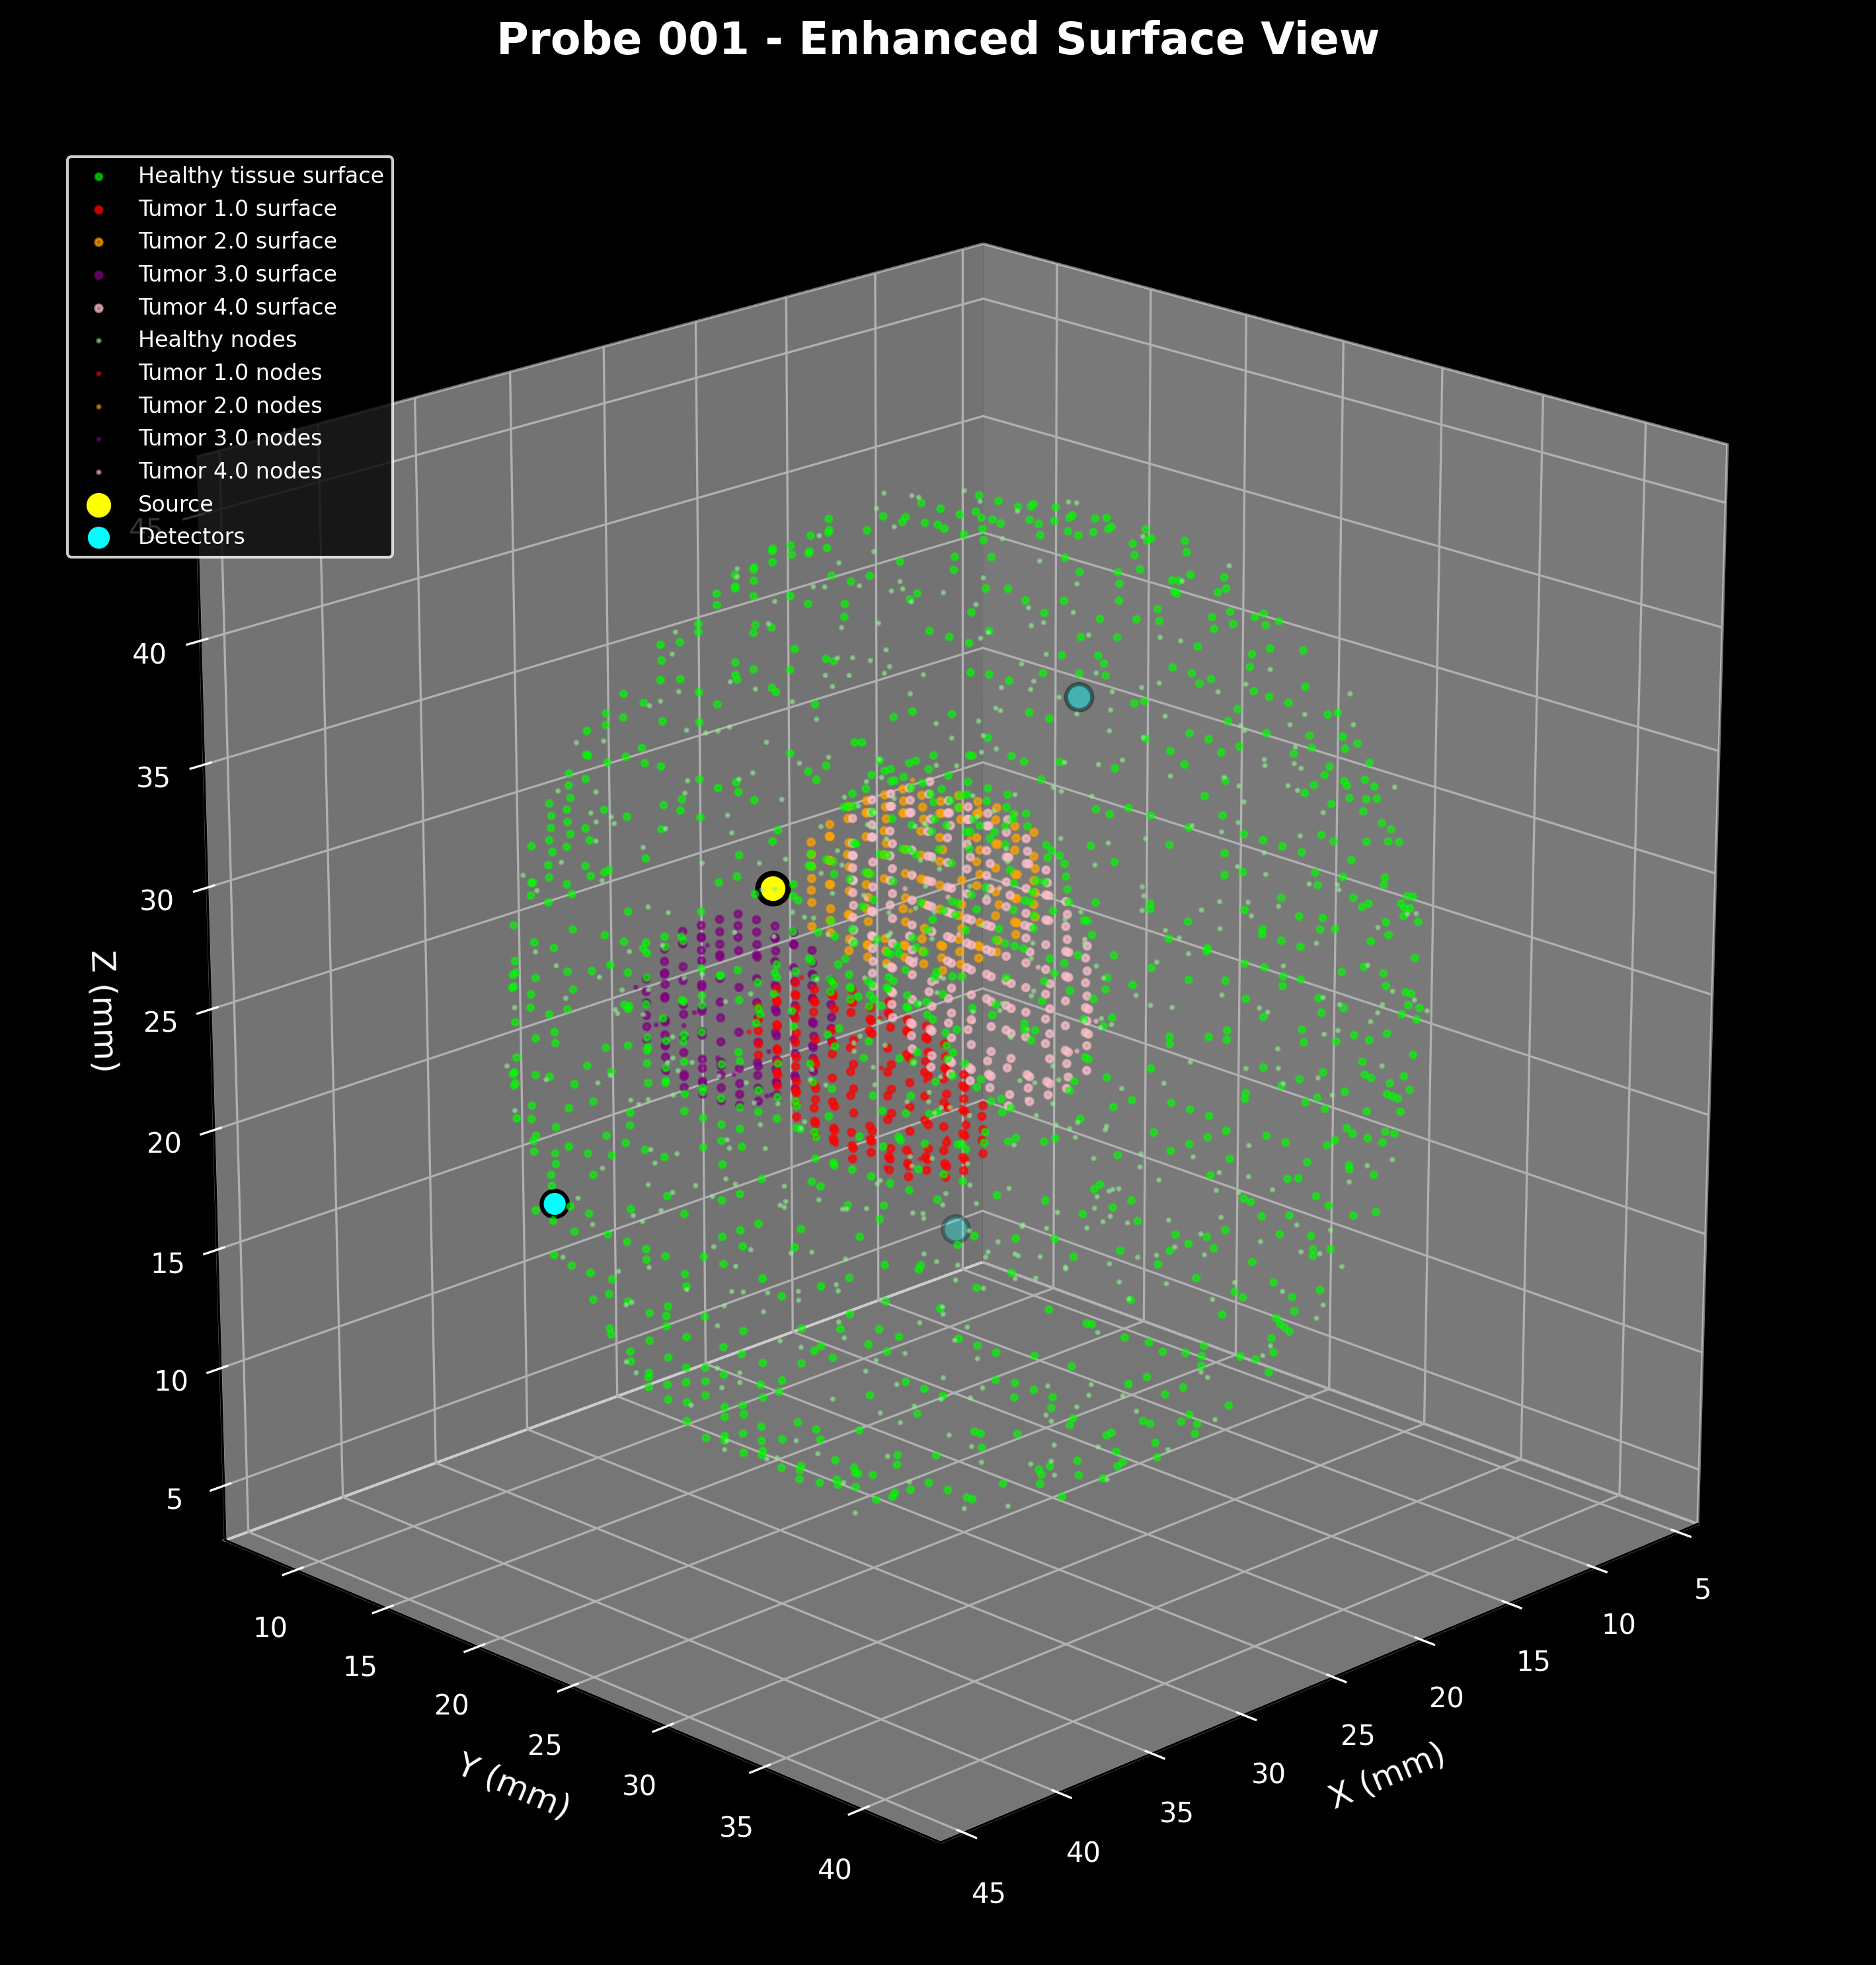 Probe 001 - Enhanced Surface View
Healthy tissue surface
Tumor 1.0 surface
Tumor 2.0 surface
Tumor 3.0 surface
Tumor 4.0 surface
Healthy nodes
Tumor 1.0 nodes
Tumor 2.0 nodes
Tumor 3.0 nodes
Tumor 4.0 nodes
Source
Detectors
45
40
35
30
25
20
15
10
5
Z (mm)
10
15
20
25
30
35
40
Y (mm)
5
10
15
20
25
30
35
40
45
X (mm)